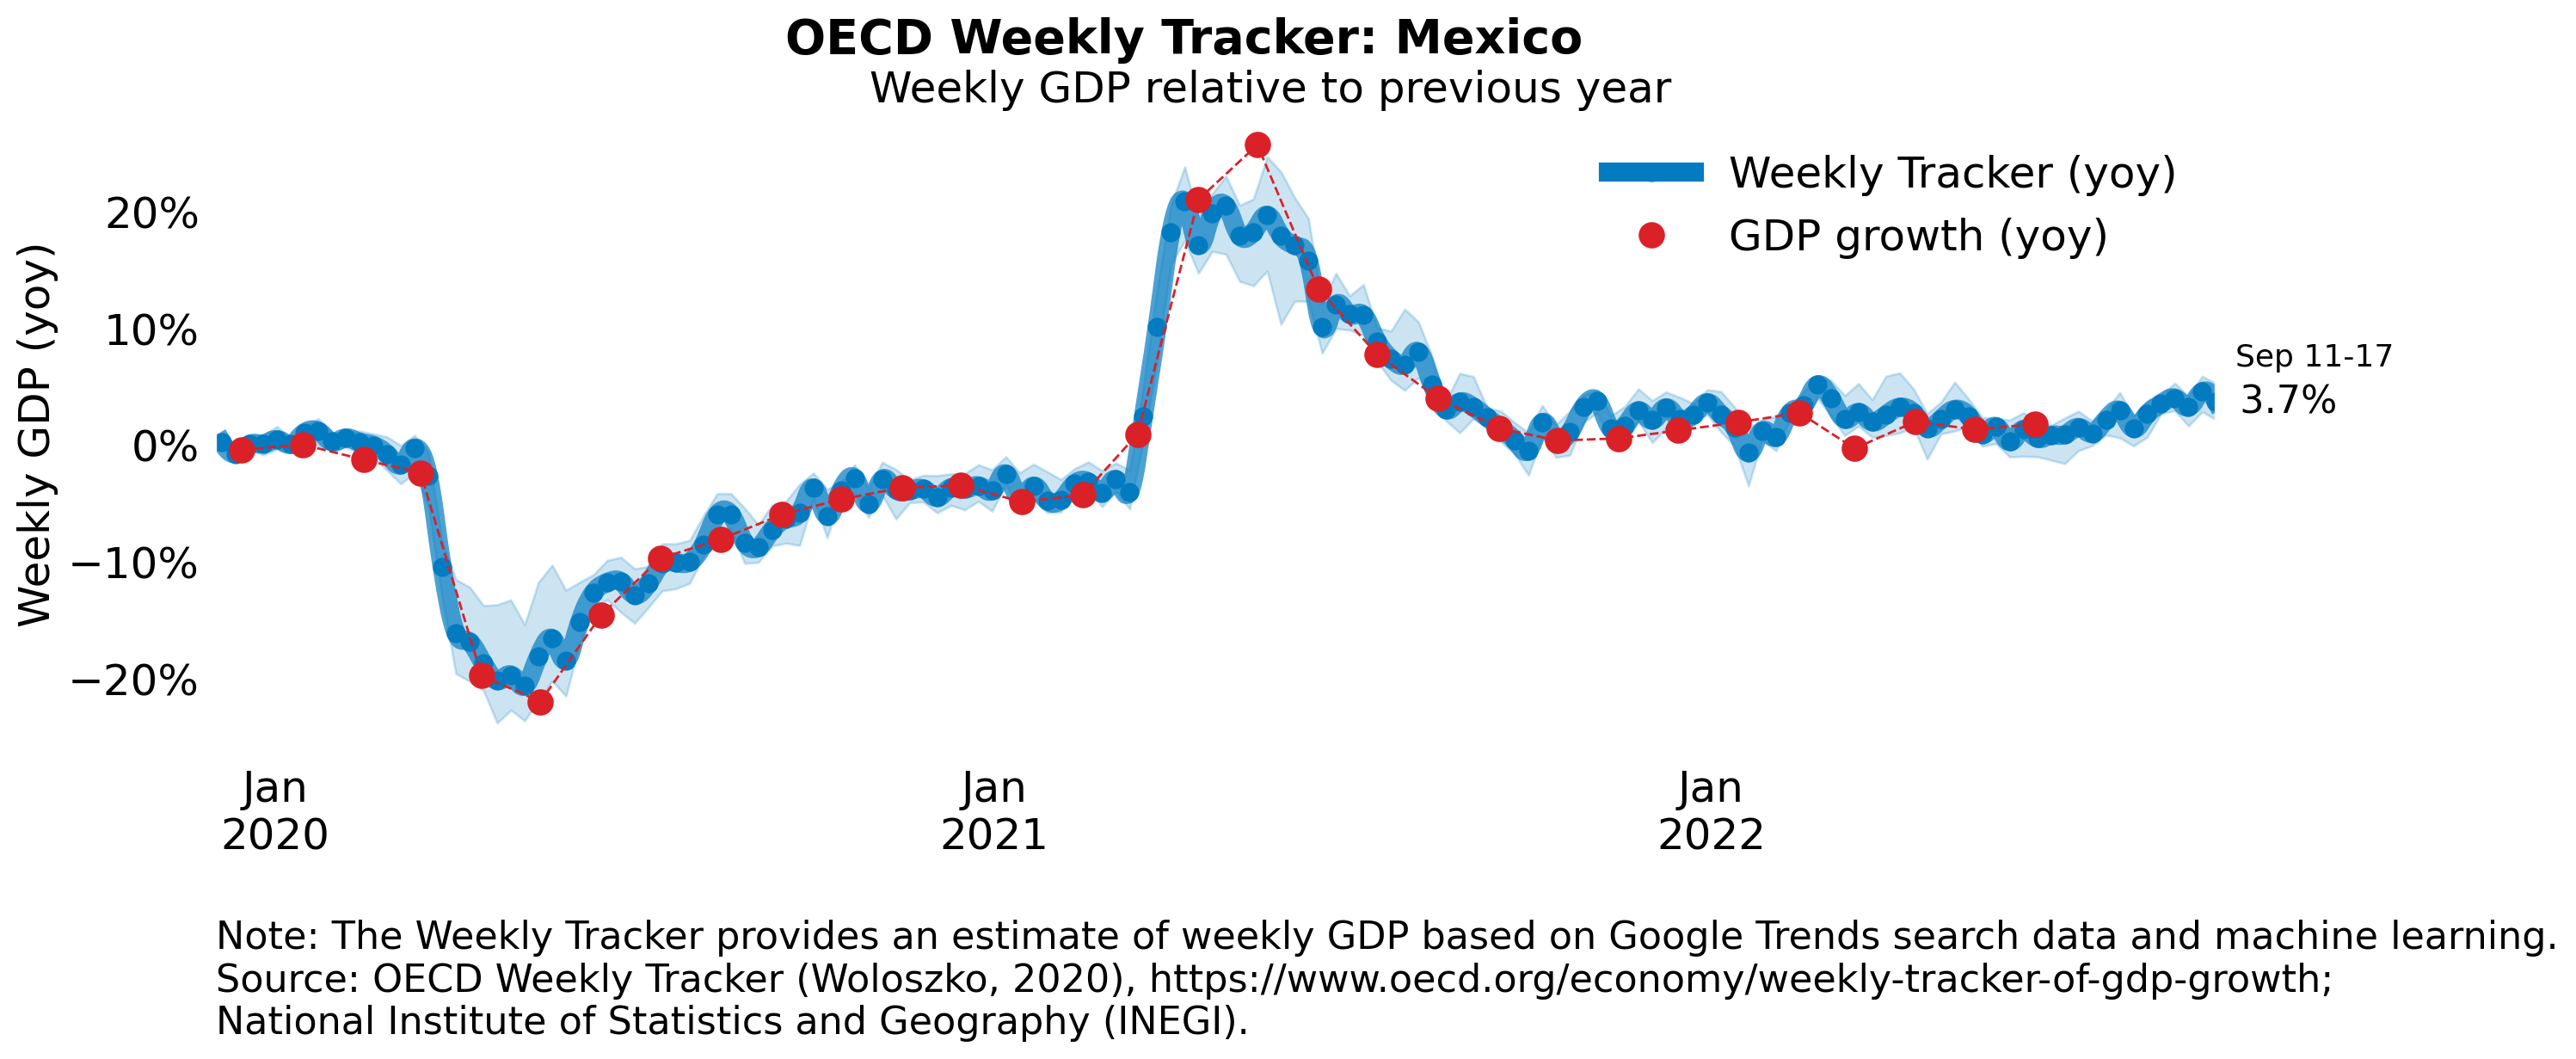 OECD Weekly Tracker: Mexico
Weekly GDP relative to previous year
Weekly Tracker (yoy)
GDP growth (yoy)
Weekly GDP (yoy)
20%
10%
0%
−10%
−20%
Sep 11-17
3.7%
Jan
2020
Jan
2021
Jan
2022
Note: The Weekly Tracker provides an estimate of weekly GDP based on Google Trends search data and machine learning.
Source: OECD Weekly Tracker (Woloszko, 2020), https://www.oecd.org/economy/weekly-tracker-of-gdp-growth;
National Institute of Statistics and Geography (INEGI).